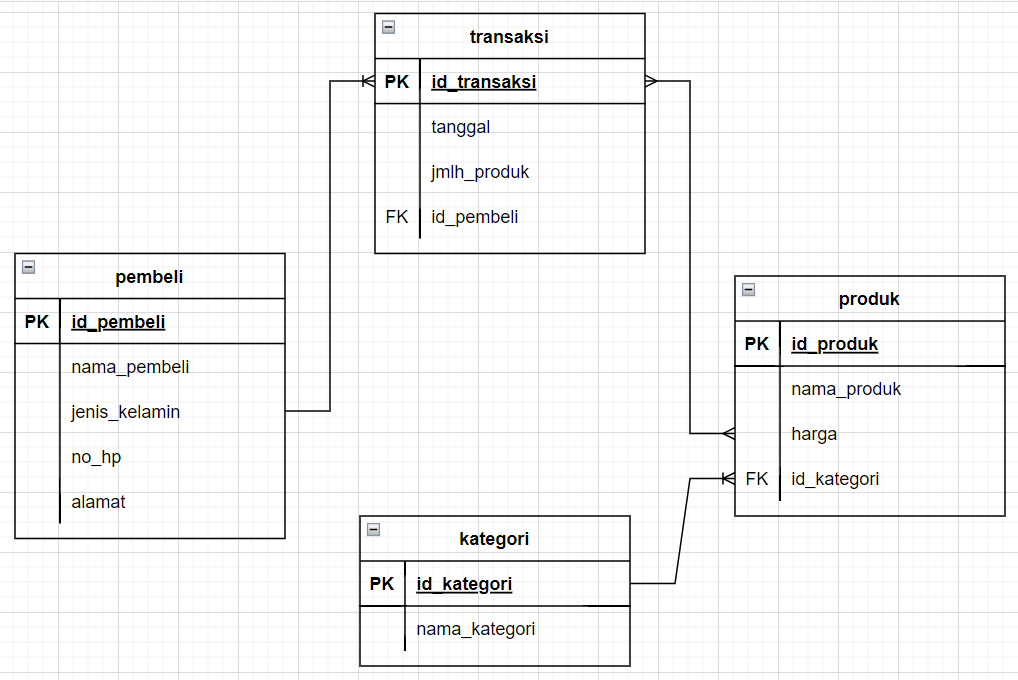 transaksi
PK id_transaksi
tanggal
jmlh_produk
FK id_pembeli
pembeli
PK id_pembeli
nama_pembeli
jenis_kelamin
no_hp
alamat
produk
PK id_produk
nama_produk
harga
FK id_kategori
kategori
PK id_kategori
nama_kategori